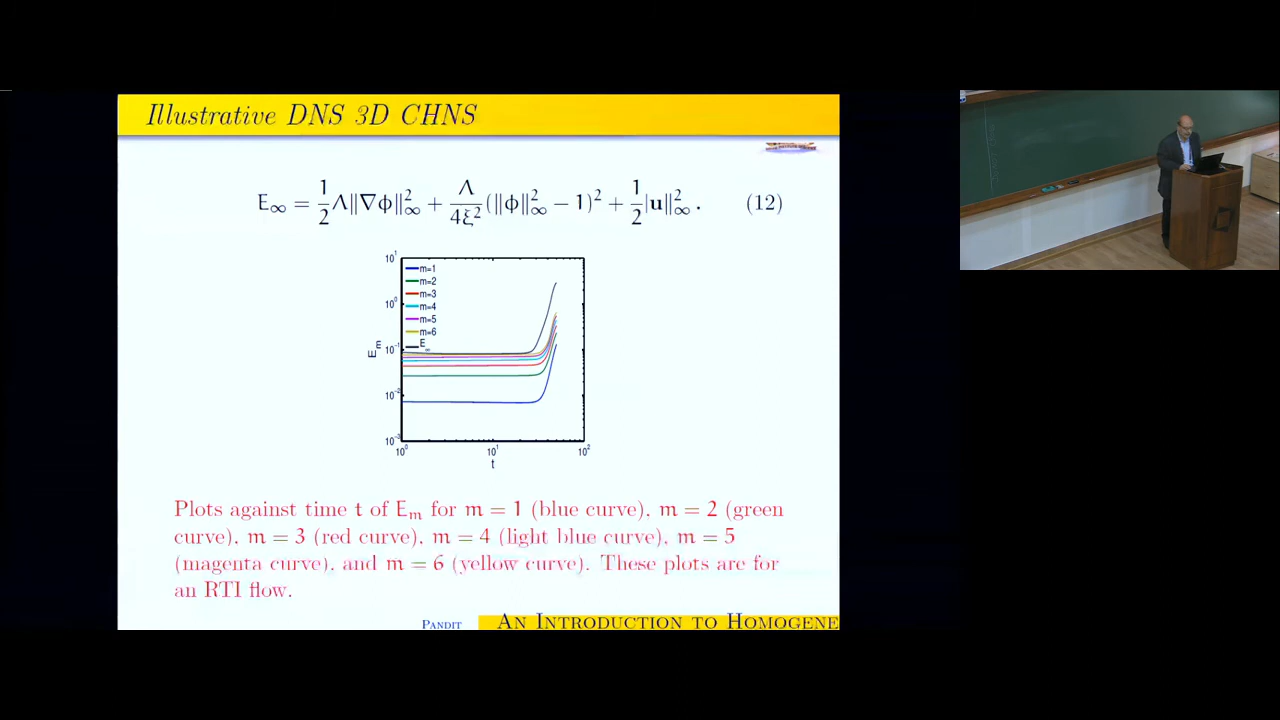 Illustrative DNS 3D CHNS
E∞ = 1/2 Λ‖∇ϕ‖²∞ + Λ/4ξ² (‖ϕ‖²∞ − 1)² + 1/2 |u‖²∞ . (12)
10¹
m=1
m=2
m=3
10⁰
m=4
m=5
m=6
E∞
10⁻¹
Em
10⁻²
10⁻³
10⁰ 10¹ 10²
t
Plots against time t of Em for m = 1 (blue curve), m = 2 (green
curve), m = 3 (red curve), m = 4 (light blue curve), m = 5
(magenta curve), and m = 6 (yellow curve). These plots are for
an RTI flow.
Pandit An Introduction to Homogene